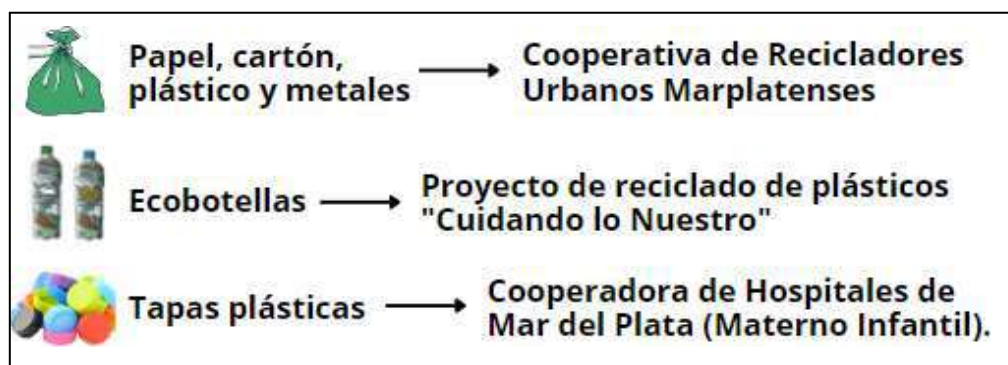 Papel, cartón,
plástico y metales
Cooperativa de Recicladores
Urbanos Marplatenses
Ecobotellas
Proyecto de reciclado de plásticos
"Cuidando lo Nuestro"
Tapas plásticas
Cooperadora de Hospitales de
Mar del Plata (Materno Infantil).